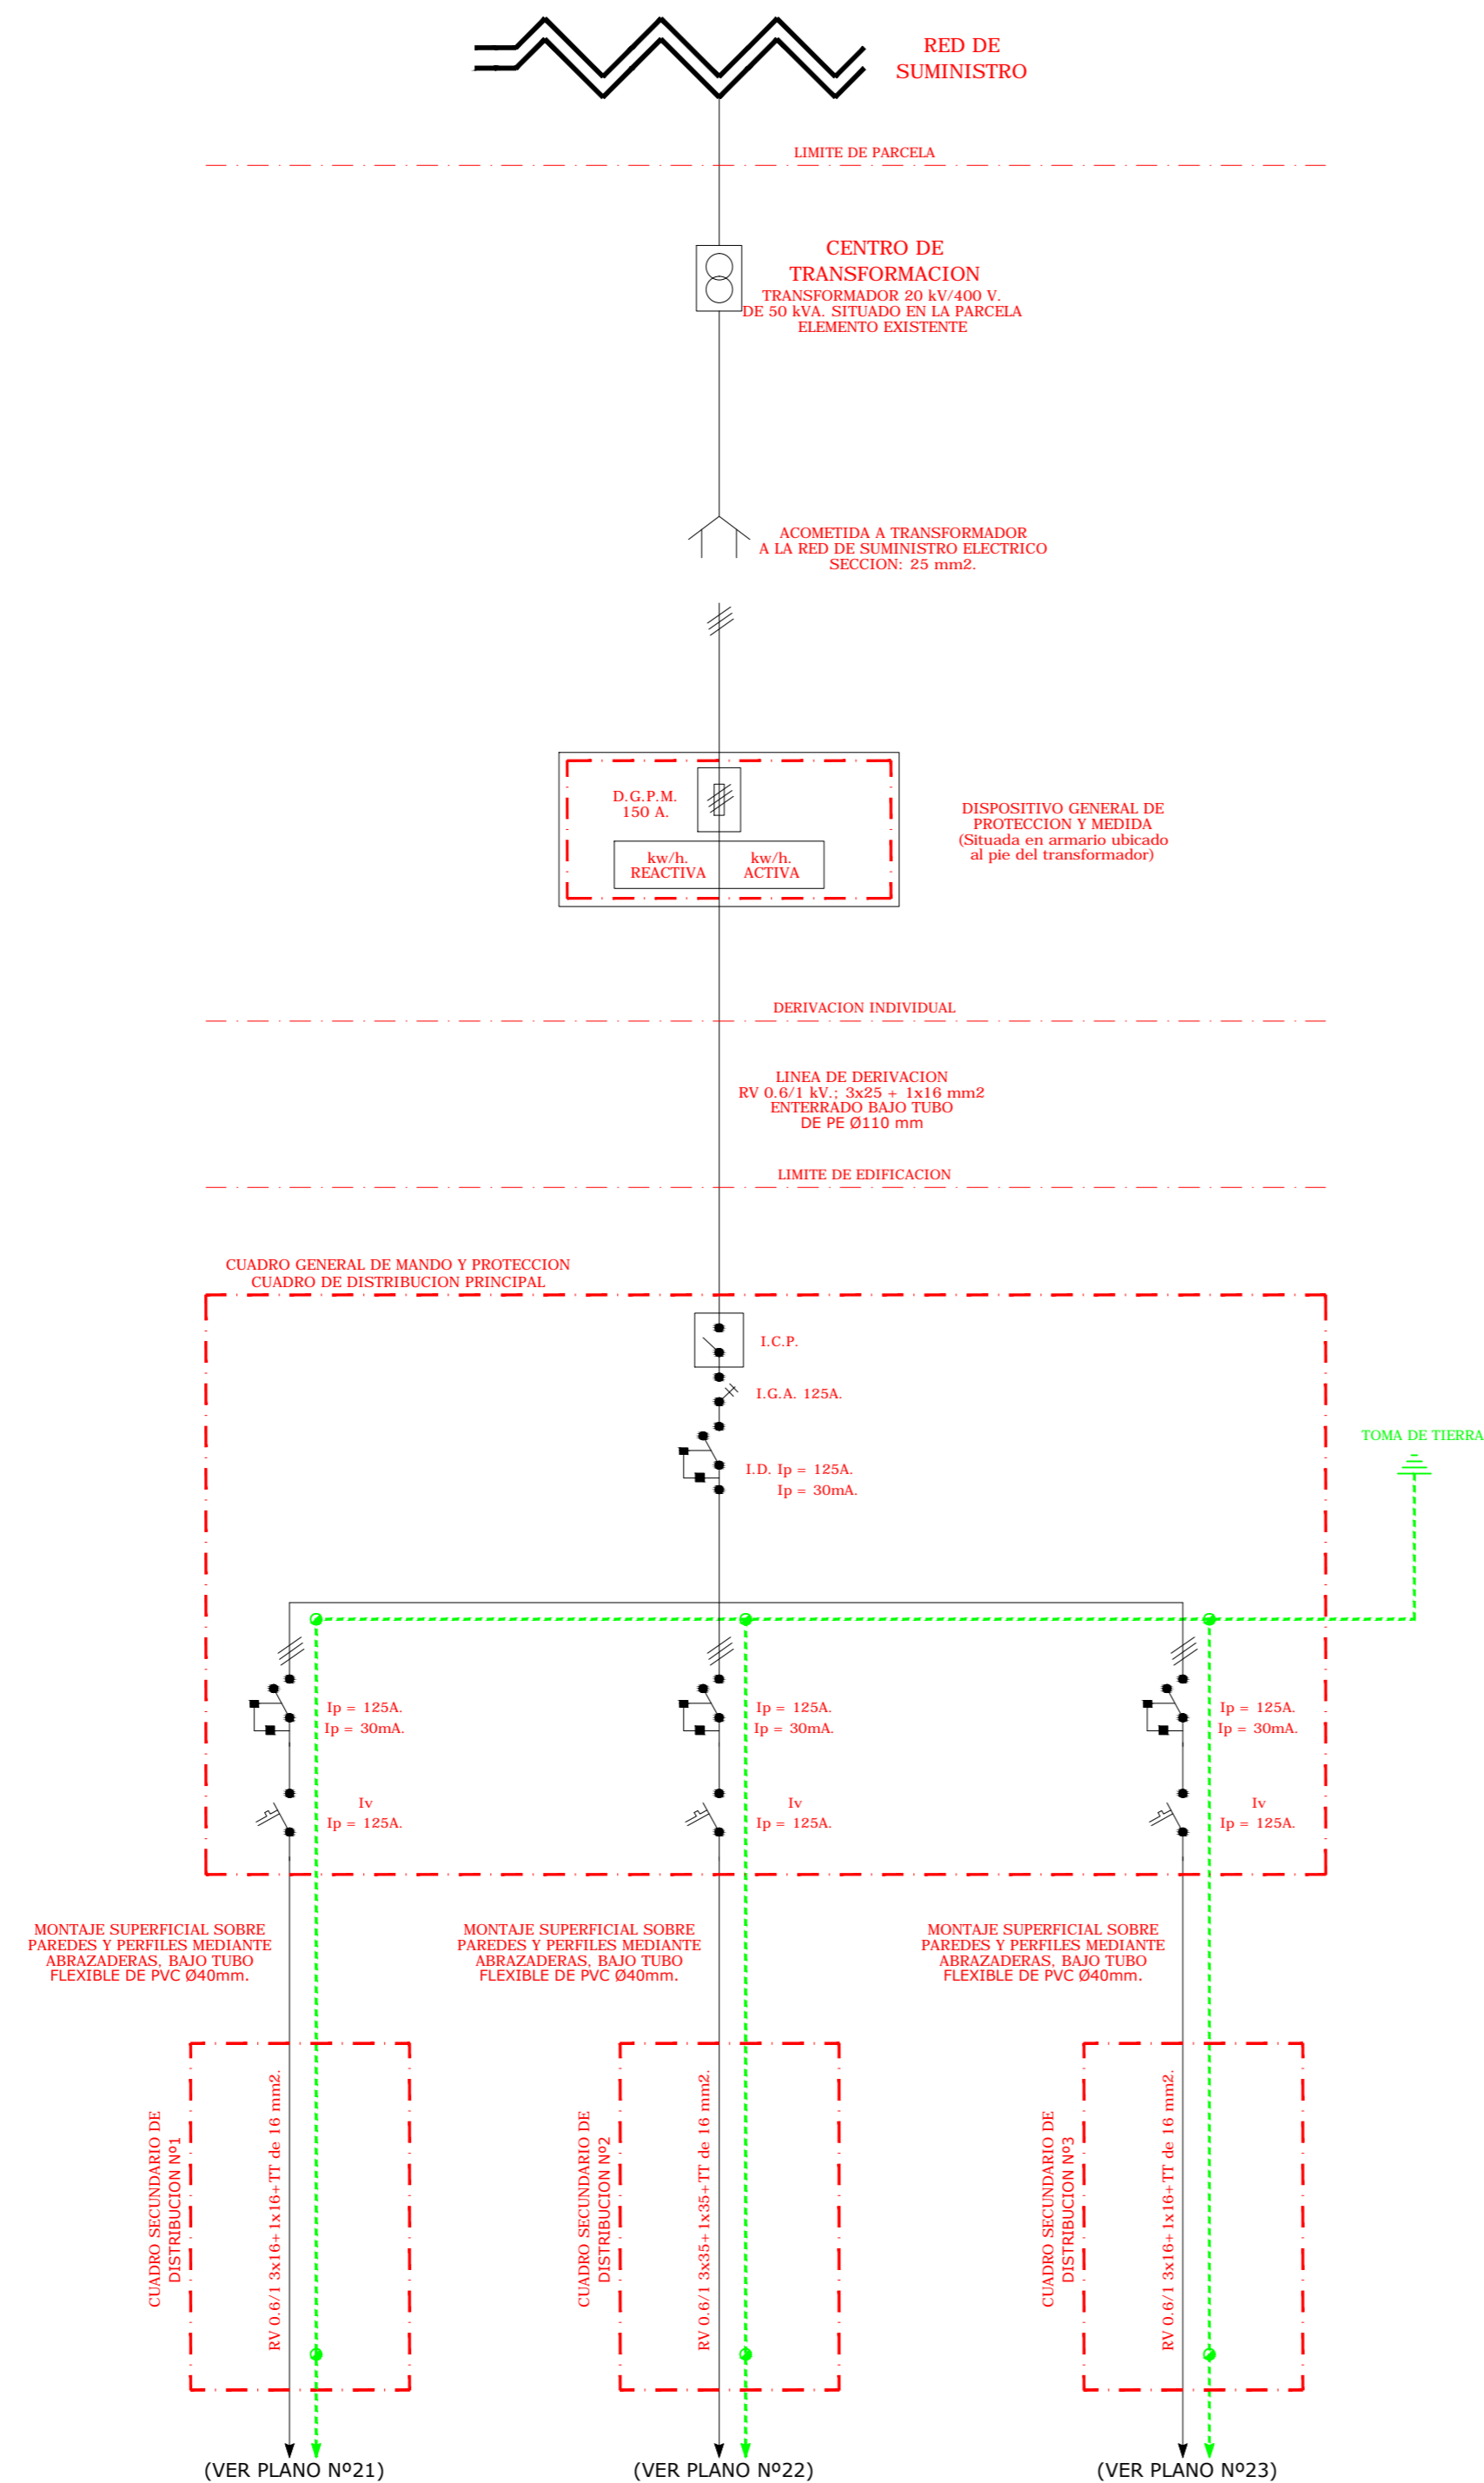 RED DE
SUMINISTRO
LIMITE DE PARCELA
CENTRO DE
TRANSFORMACION
TRANSFORMADOR 20 kV/400 V.
DE 50 kVA. SITUADO EN LA PARCELA
ELEMENTO EXISTENTE
ACOMETIDA A TRANSFORMADOR
A LA RED DE SUMINISTRO ELECTRICO
SECCION: 25 mm2.
D.G.P.M.
150 A.
kw/h.
REACTIVA
kw/h.
ACTIVA
DISPOSITIVO GENERAL DE
PROTECCION Y MEDIDA
(Situada en armario ubicado
al pie del transformador)
DERIVACION INDIVIDUAL
LINEA DE DERIVACION
RV 0.6/1 kV.; 3x25 + 1x16 mm2
ENTERRADO BAJO TUBO
DE PE Ø110 mm
LIMITE DE EDIFICACION
CUADRO GENERAL DE MANDO Y PROTECCION
CUADRO DE DISTRIBUCION PRINCIPAL
I.C.P.
I.G.A. 125A.
I.D. Ip = 125A.
Ip = 30mA.
TOMA DE TIERRA
Ip = 125A.
Ip = 30mA.
Iv
Ip = 125A.
Ip = 125A.
Ip = 30mA.
Iv
Ip = 125A.
Ip = 125A.
Ip = 30mA.
Iv
Ip = 125A.
MONTAJE SUPERFICIAL SOBRE
PAREDES Y PERFILES MEDIANTE
ABRAZADERAS, BAJO TUBO
FLEXIBLE DE PVC Ø40mm.
MONTAJE SUPERFICIAL SOBRE
PAREDES Y PERFILES MEDIANTE
ABRAZADERAS, BAJO TUBO
FLEXIBLE DE PVC Ø40mm.
MONTAJE SUPERFICIAL SOBRE
PAREDES Y PERFILES MEDIANTE
ABRAZADERAS, BAJO TUBO
FLEXIBLE DE PVC Ø40mm.
CUADRO SECUNDARIO DE
DISTRIBUCION Nº1
RV 0.6/1 3x16+1x16+TT de 16 mm2.
CUADRO SECUNDARIO DE
DISTRIBUCION Nº2
RV 0.6/1 3x35+1x35+TT de 16 mm2.
CUADRO SECUNDARIO DE
DISTRIBUCION Nº3
RV 0.6/1 3x16+1x16+TT de 16 mm2.
(VER PLANO Nº21)
(VER PLANO Nº22)
(VER PLANO Nº23)